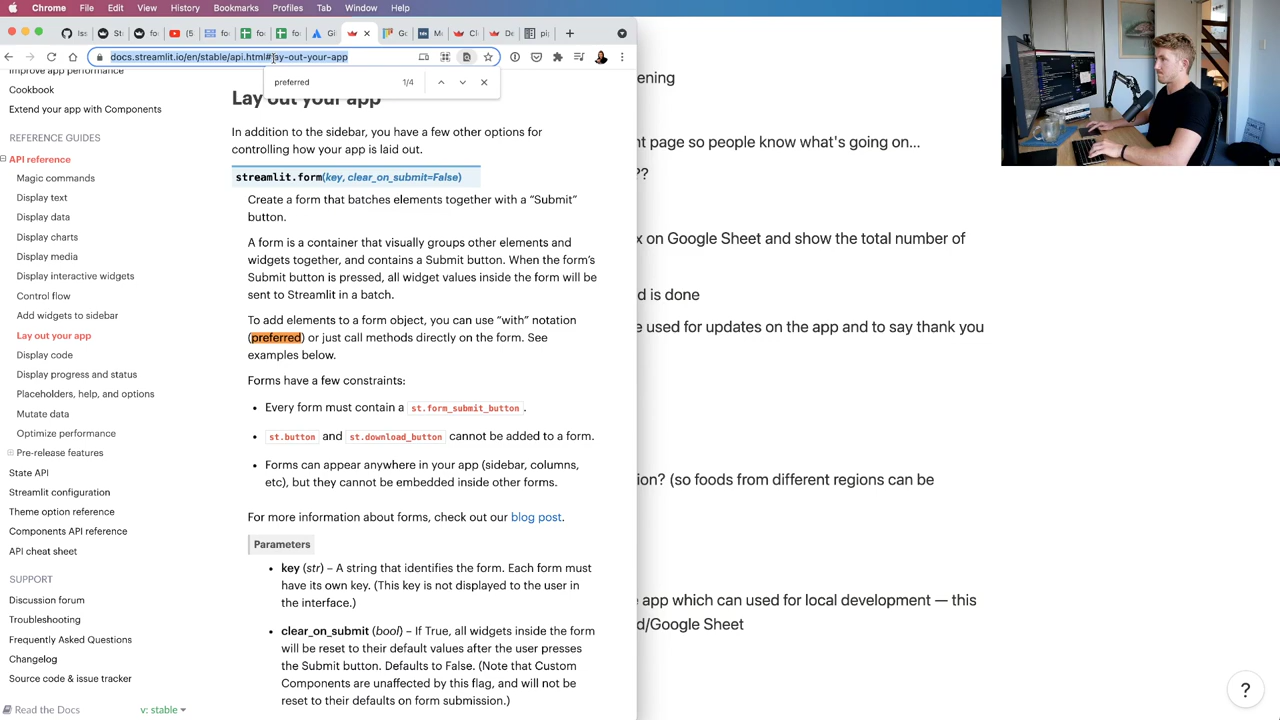 Chrome File Edit View History Bookmarks Profiles Tab Window Help
Iss St fo (5 for fo fo Gi Go M Cl De pi
docs.streamlit.io/en/stable/api.html#lay-out-your-app
preferred 1/4
Improve app performance
Cookbook
Extend your app with Components
REFERENCE GUIDES
API reference
Magic commands
Display text
Display data
Display charts
Display media
Display interactive widgets
Control flow
Add widgets to sidebar
Lay out your app
Display code
Display progress and status
Placeholders, help, and options
Mutate data
Optimize performance
Pre-release features
State API
Streamlit configuration
Theme option reference
Components API reference
API cheat sheet
SUPPORT
Discussion forum
Troubleshooting
Frequently Asked Questions
Changelog
Source code & issue tracker
Read the Docs v: stable
Lay out your app
In addition to the sidebar, you have a few other options for
controlling how your app is laid out.
streamlit.form(key, clear_on_submit=False)
Create a form that batches elements together with a “Submit”
button.
A form is a container that visually groups other elements and
widgets together, and contains a Submit button. When the form’s
Submit button is pressed, all widget values inside the form will be
sent to Streamlit in a batch.
To add elements to a form object, you can use “with” notation
(preferred) or just call methods directly on the form. See
examples below.
Forms have a few constraints:
• Every form must contain a st.form_submit_button.
• st.button and st.download_button cannot be added to a form.
• Forms can appear anywhere in your app (sidebar, columns,
etc), but they cannot be embedded inside other forms.
For more information about forms, check out our blog post.
Parameters
• key (str) – A string that identifies the form. Each form must
have its own key. (This key is not displayed to the user in
the interface.)
• clear_on_submit (bool) – If True, all widgets inside the form
will be reset to their default values after the user presses
the Submit button. Defaults to False. (Note that Custom
Components are unaffected by this flag, and will not be
reset to their defaults on form submission.)
ening
nt page so people know what's going on...
??
x on Google Sheet and show the total number of
d is done
e used for updates on the app and to say thank you
ion? (so foods from different regions can be
e app which can used for local development — this
d/Google Sheet
?